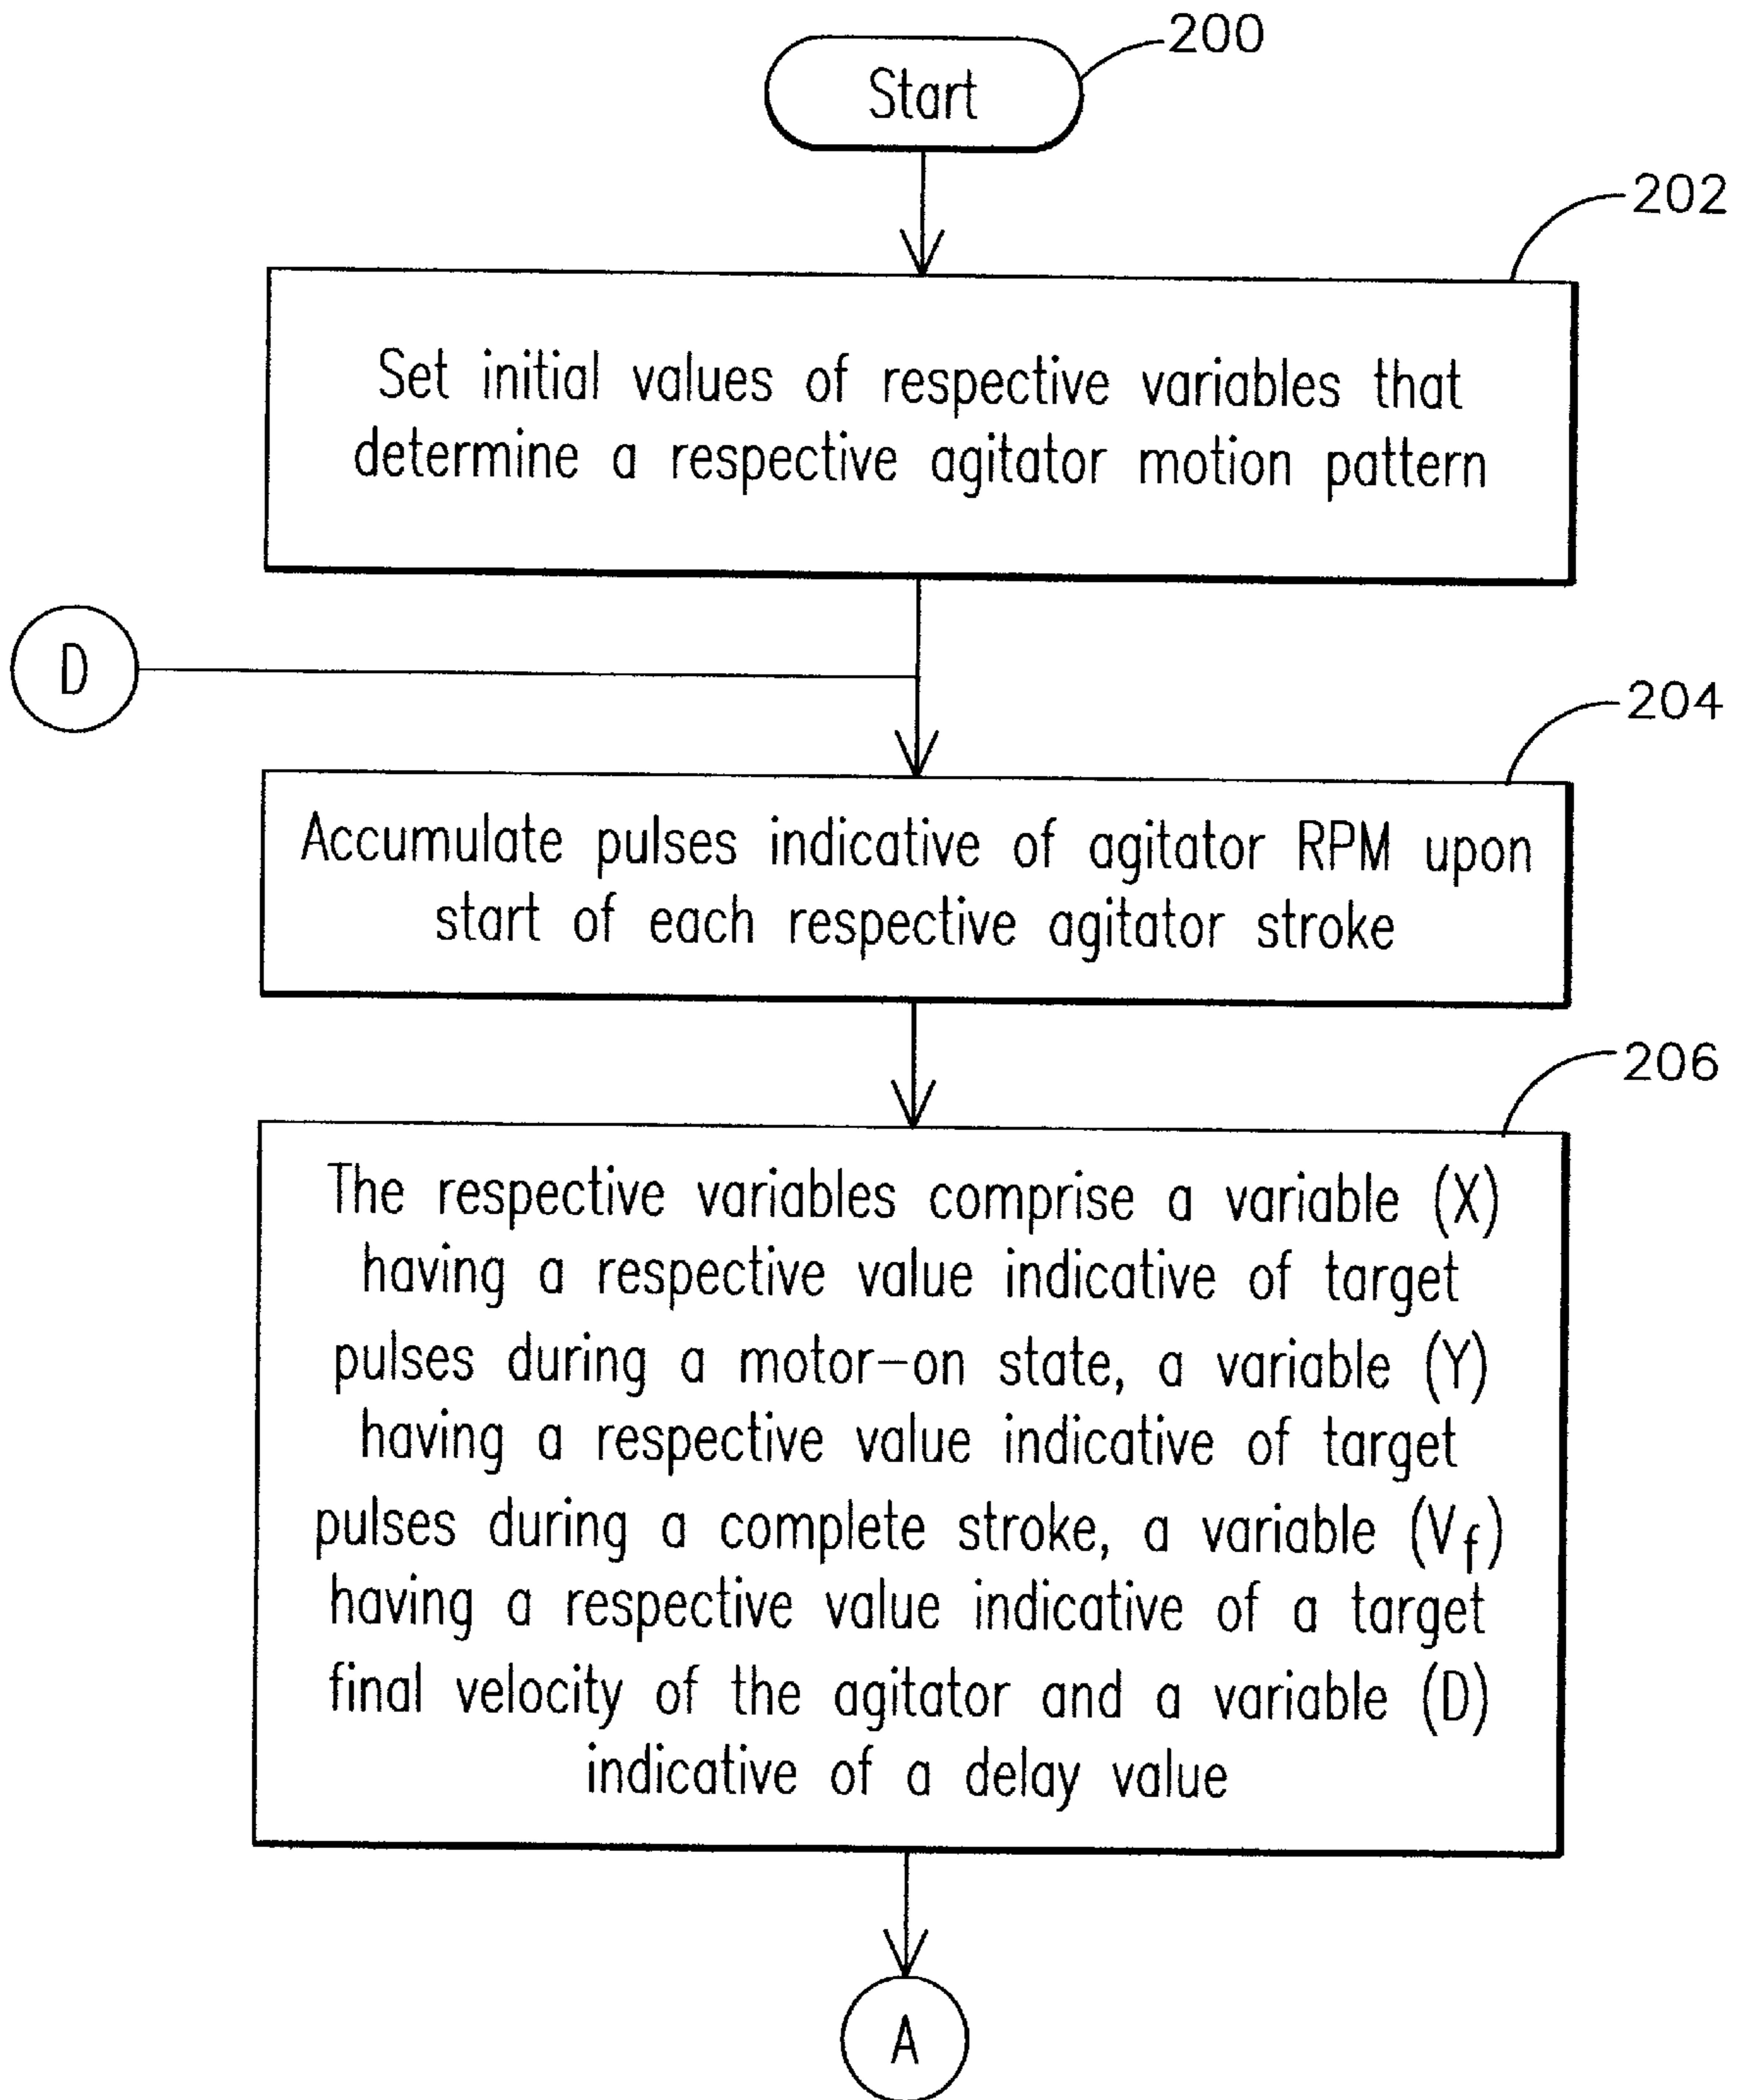 200
Start
202
Set initial values of respective variables that
determine a respective agitator motion pattern
D
204
Accumulate pulses indicative of agitator RPM upon
start of each respective agitator stroke
206
The respective variables comprise a variable (X)
having a respective value indicative of target
pulses during a motor-on state, a variable (Y)
having a respective value indicative of target
pulses during a complete stroke, a variable (Vf)
having a respective value indicative of a target
final velocity of the agitator and a variable (D)
indicative of a delay value
A